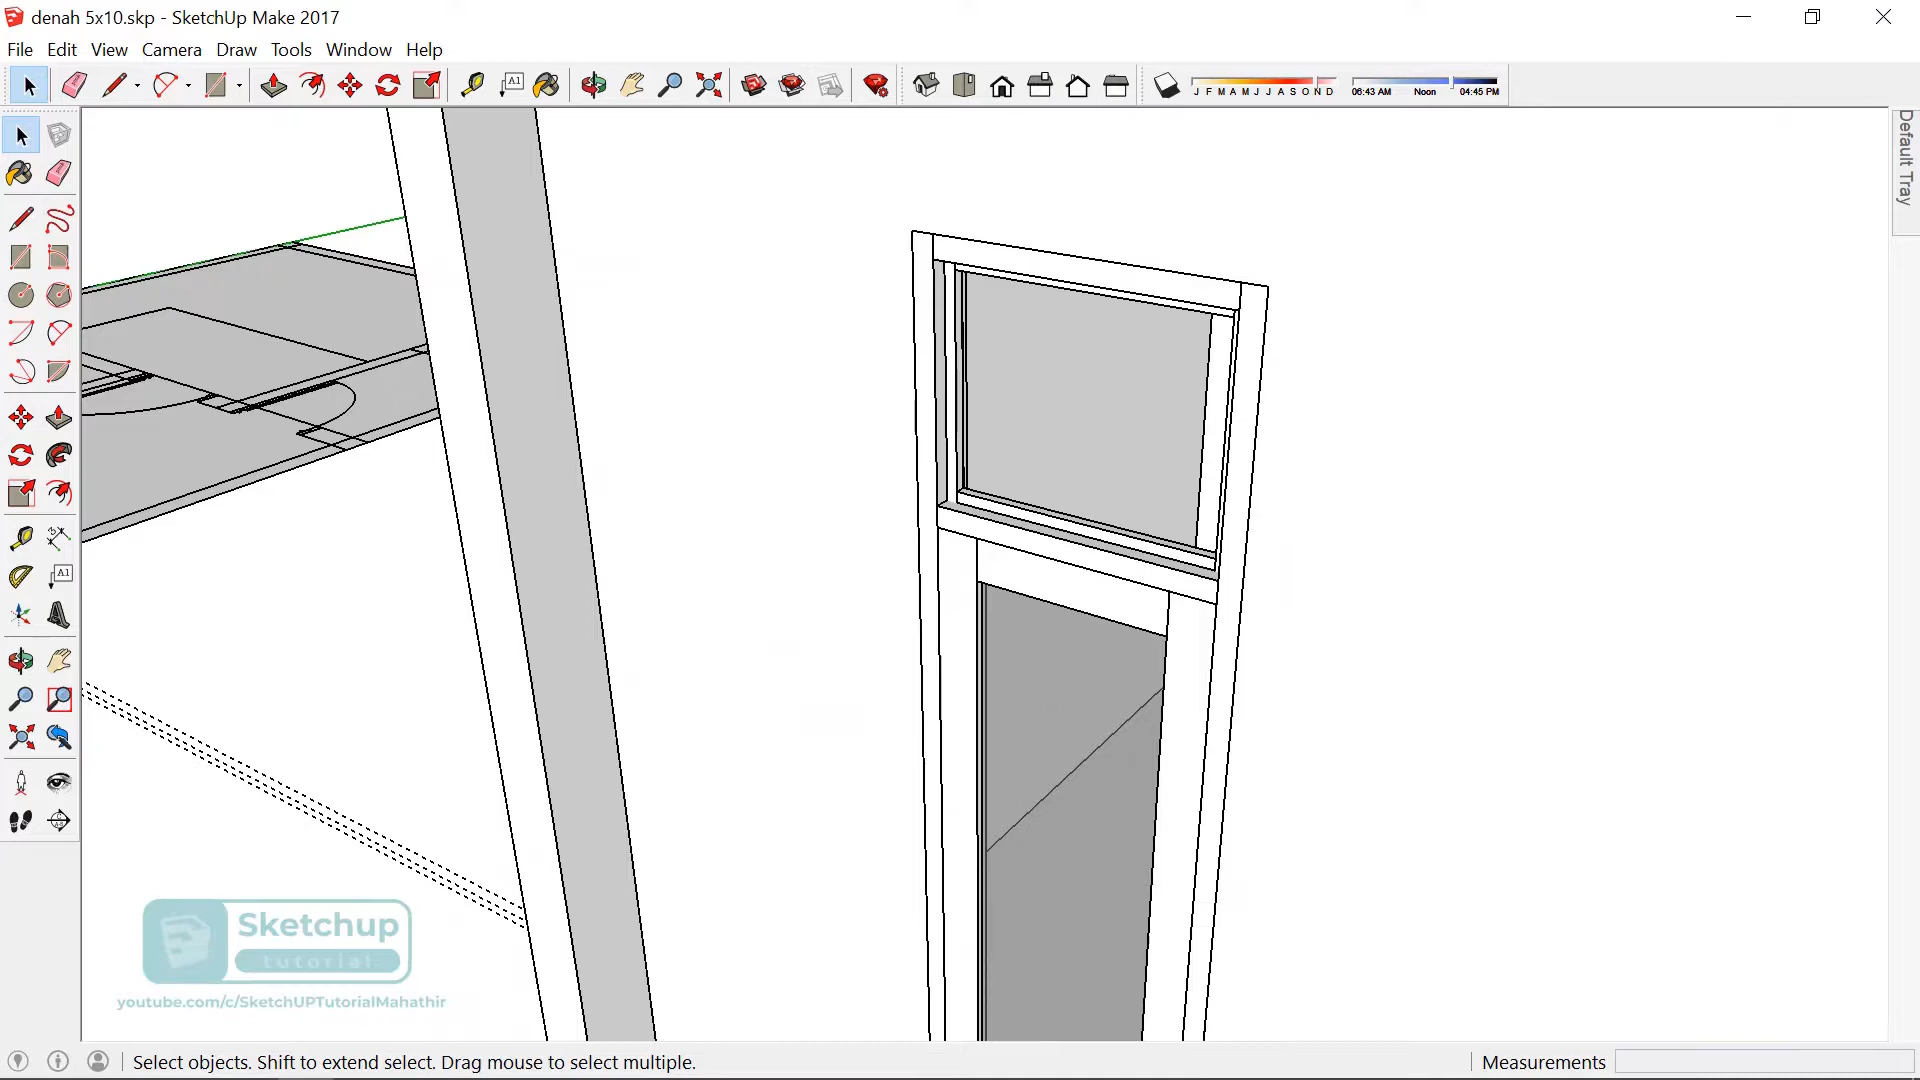 denah 5x10.skp - SketchUp Make 2017
File Edit View Camera Draw Tools Window Help
A1
J F M A M J J A S O N D
06:43 AM Noon 04:45 PM
Default Tray
A1
Sketchup
tutorial
youtube.com/c/SketchUPTutorialMahathir
Select objects. Shift to extend select. Drag mouse to select multiple.
Measurements